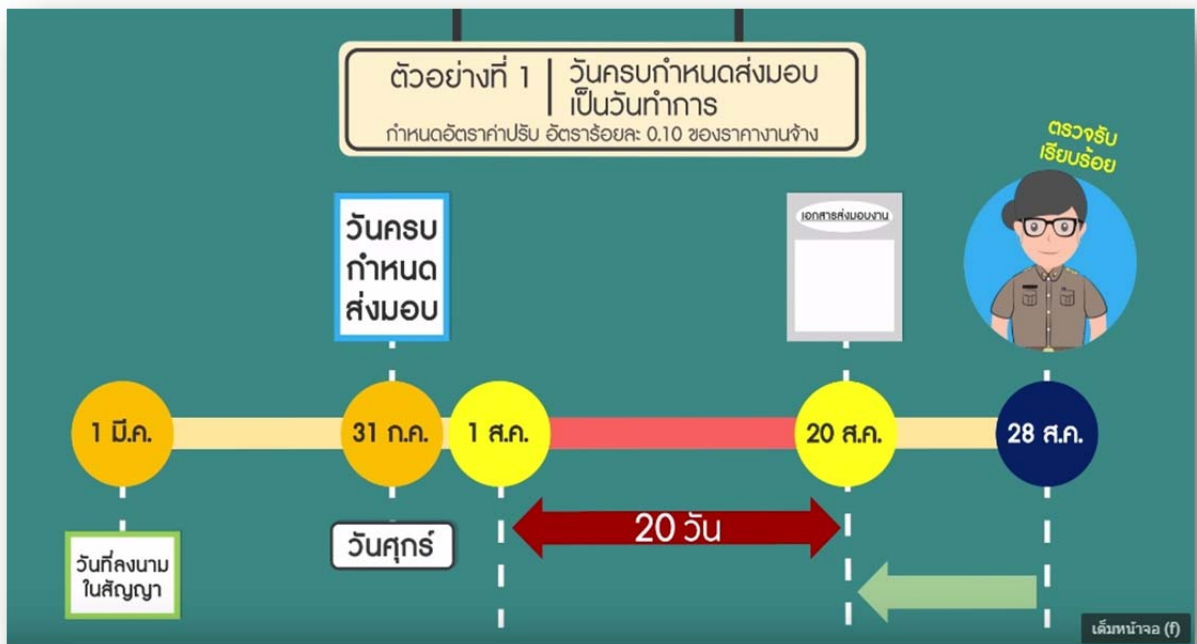 ตัวอย่างที่ 1
วันครบกำหนดส่งมอบ
เป็นวันทำการ
กำหนดอัตราค่าปรับ อัตราร้อยละ 0.10 ของราคางานจ้าง
ตรวจรับ
เรียบร้อย
วันครบ
กำหนด
ส่งมอบ
เอกสารส่งมอบงาน
1 มี.ค.
31 ก.ค.
1 ส.ค.
20 ส.ค.
28 ส.ค.
20 วัน
วันศุกร์
วันที่ลงนาม
ในสัญญา
เต็มหน้าจอ (f)